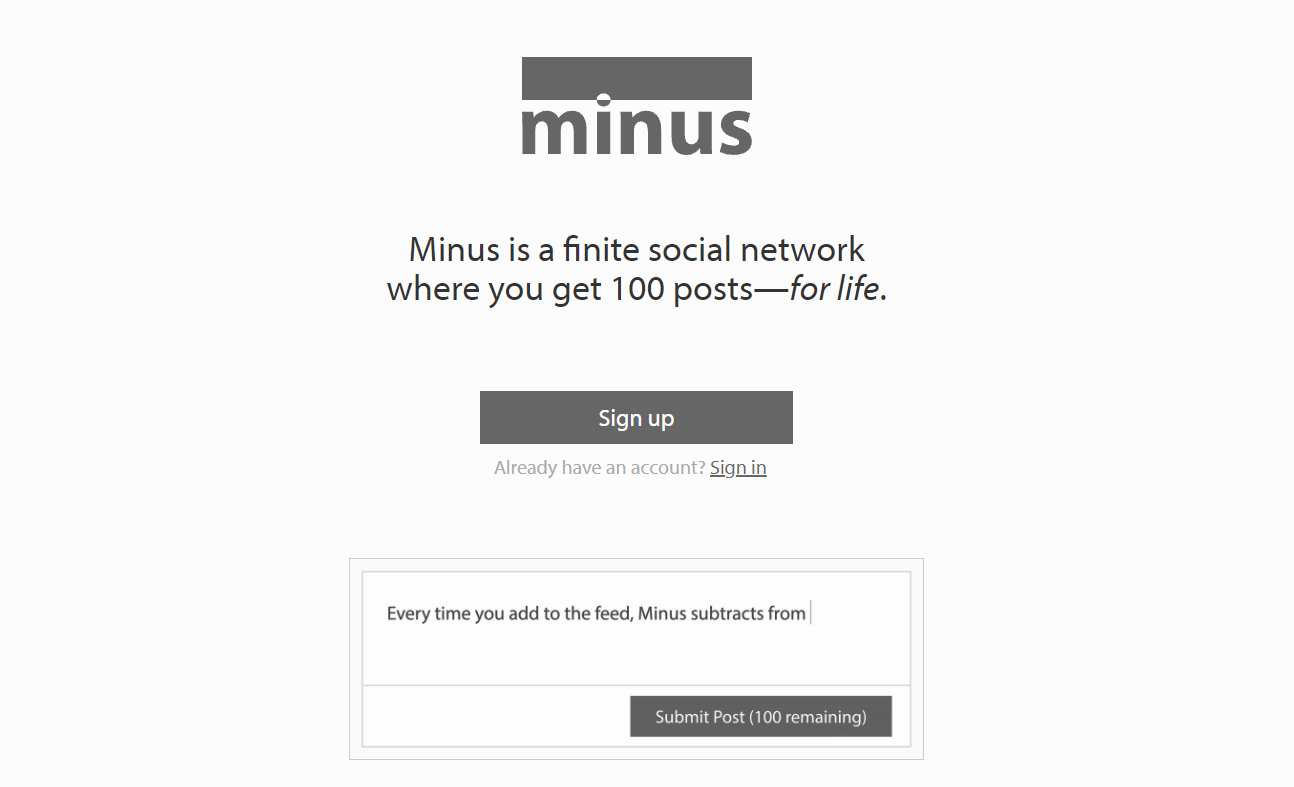 minus
Minus is a finite social network
where you get 100 posts—for life.
Sign up
Already have an account? Sign in
Every time you add to the feed, Minus subtracts from
Submit Post (100 remaining)